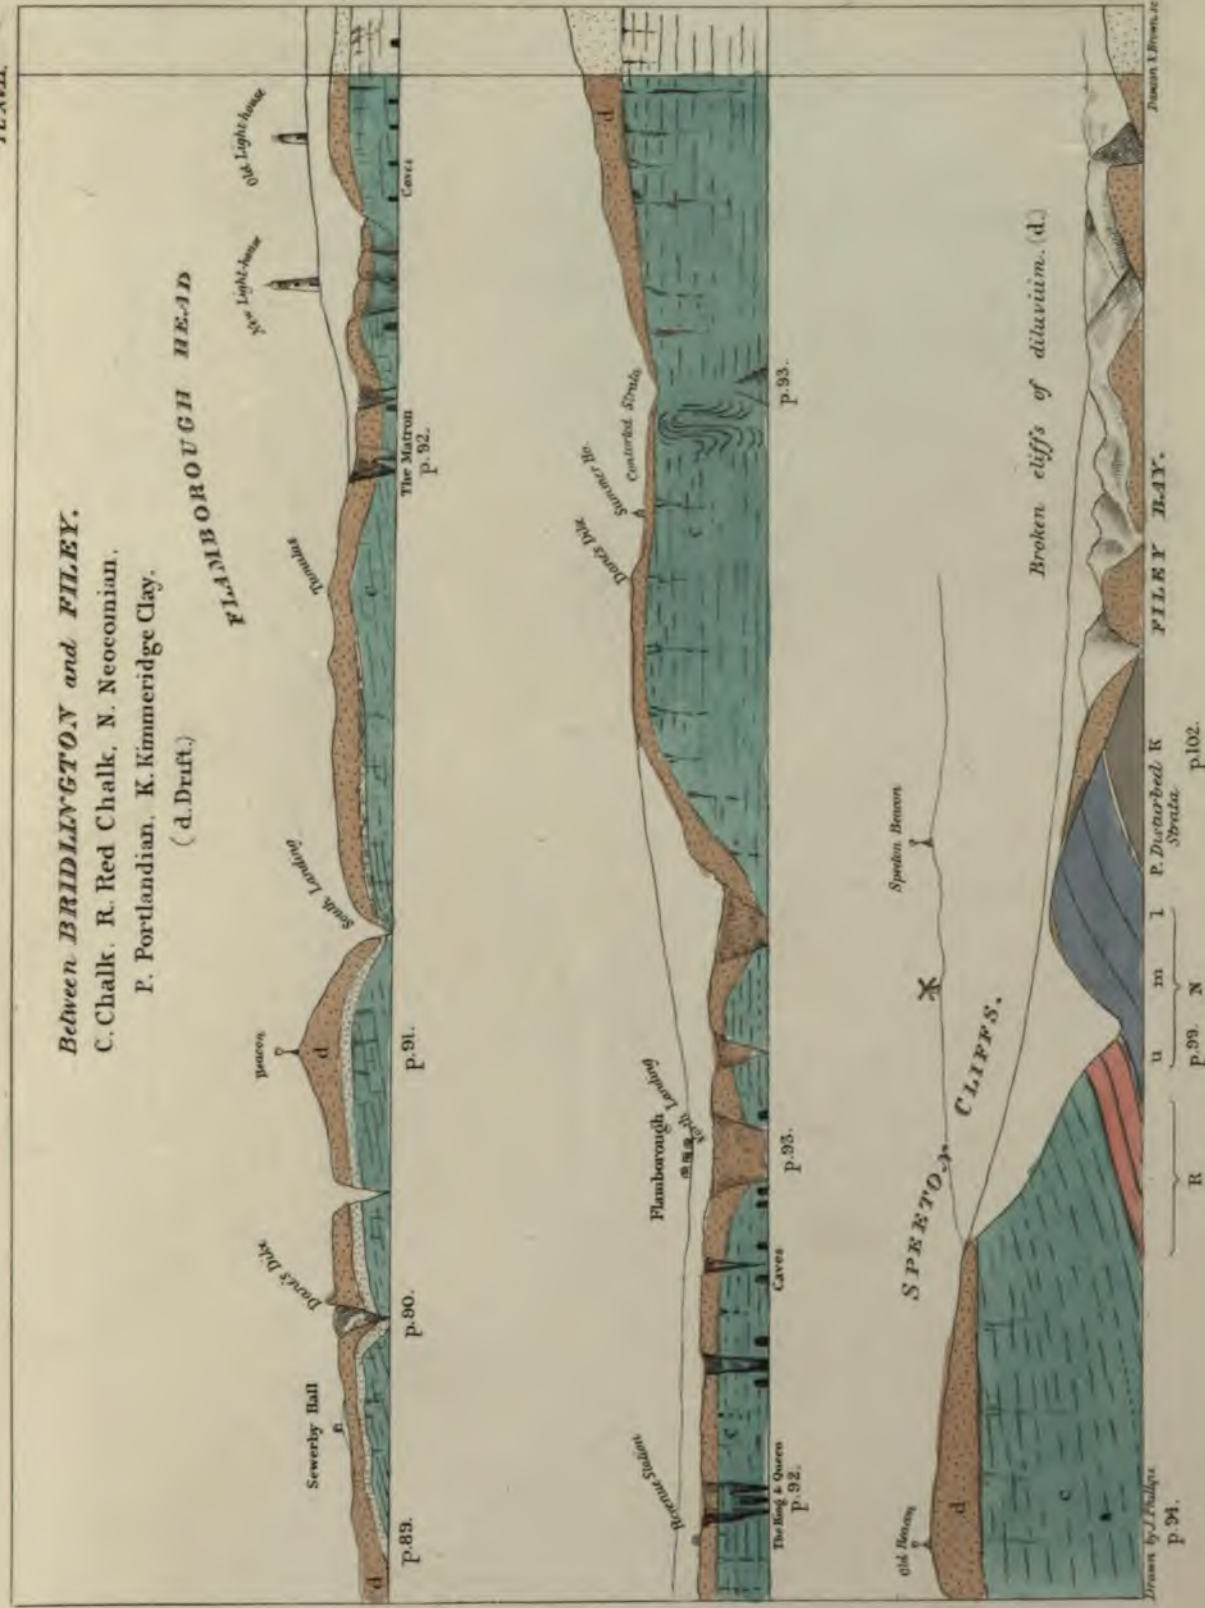 Between BRIDLINGTON and FILEY.
C. Chalk. R. Red Chalk. N. Neocomian.
P. Portlandian. K. Kimmeridge Clay.
(d. Drift.)
FLAMBOROUGH HEAD
Sewerby Hall
Dane's Dike
Beacon
South Landing
Tumulus
New Light-house
Old Light-house
d
d
c
p. 89.
p. 90.
p. 91.
The Matron
p. 92.
Caves
Revenue Station
Flamborough
North Landing
Dane's Dike
Summer Ho.
Contorted Strata
d
c
c
The King & Queen
p. 92.
Caves
p. 93.
p. 93.
Old Beacon
SPEETON CLIFFS.
Speeton Beacon
Broken cliffs of diluvium. (d.)
d
c
R
u m l
p. 99. N
P. Disturbed K
Strata
p. 102.
FILEY BAY.
Drawn by J. Phillips
p. 94.